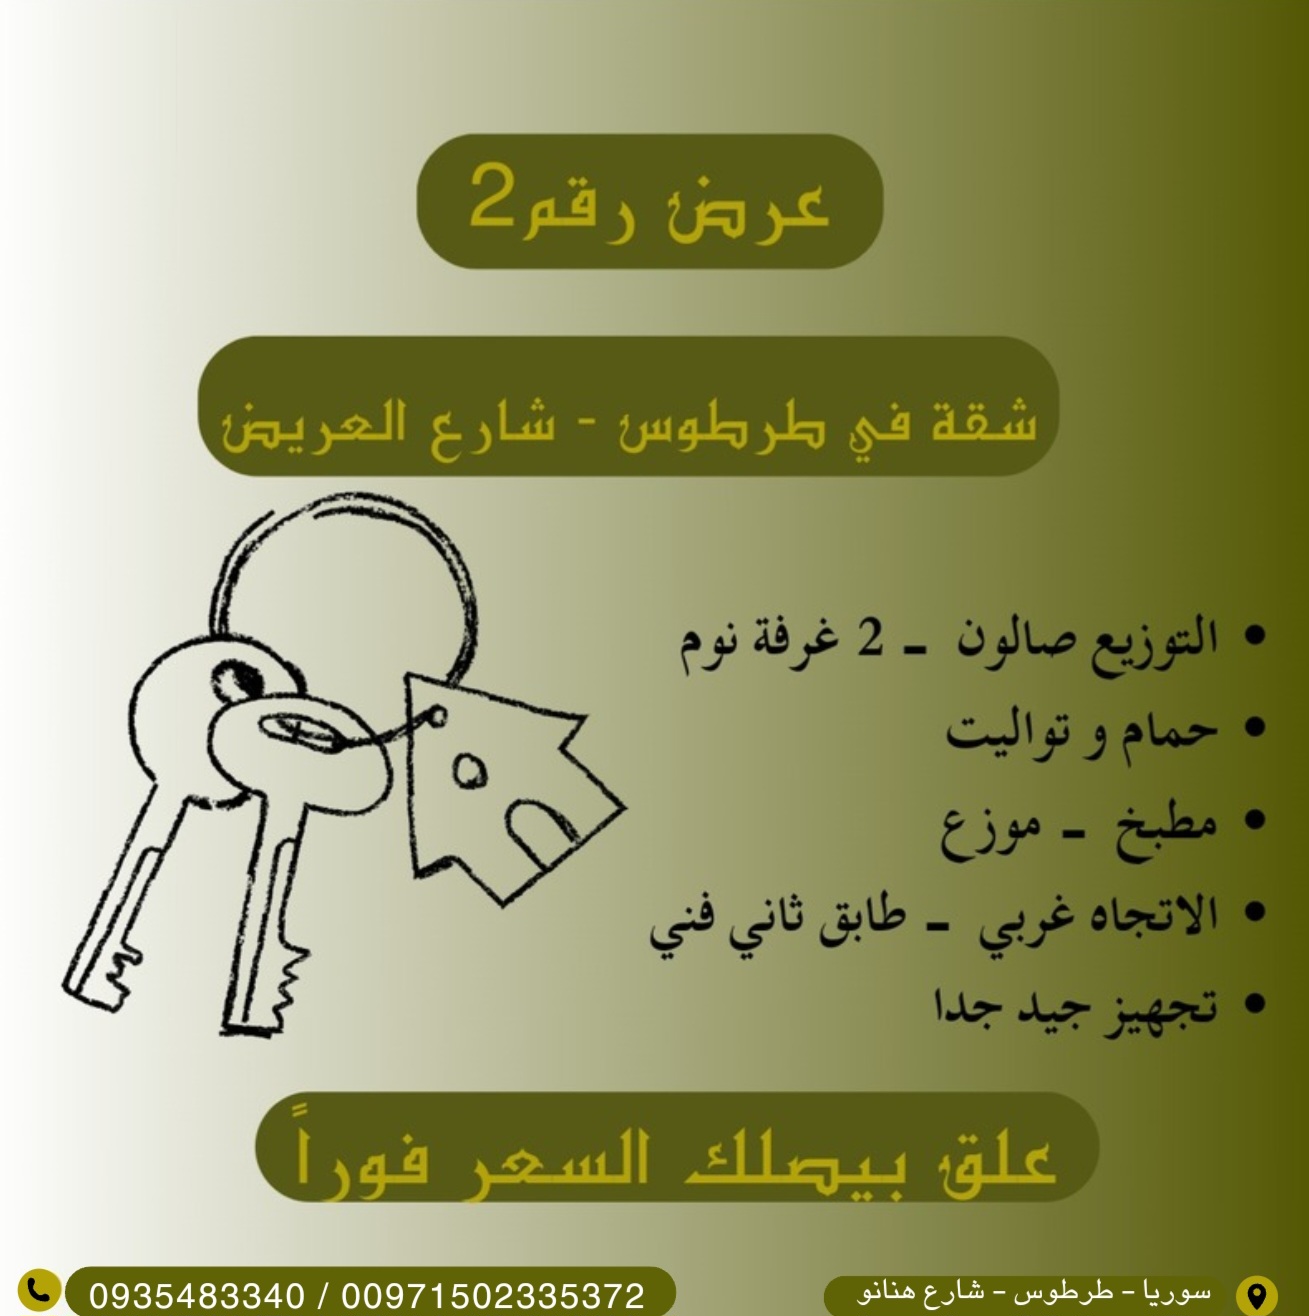 عرض رقم2
شقة في طرطوس - شارع العريض
• التوزيع صالون - 2 غرفة نوم
• حمام و تواليت
• مطبخ - موزع
• الاتجاه غربي - طابق ثاني فني
• تجهيز جيد جدا
علق بيصلك السعر فوراً
سوريا - طرطوس - شارع هنانو
0935483340 / 00971502335372